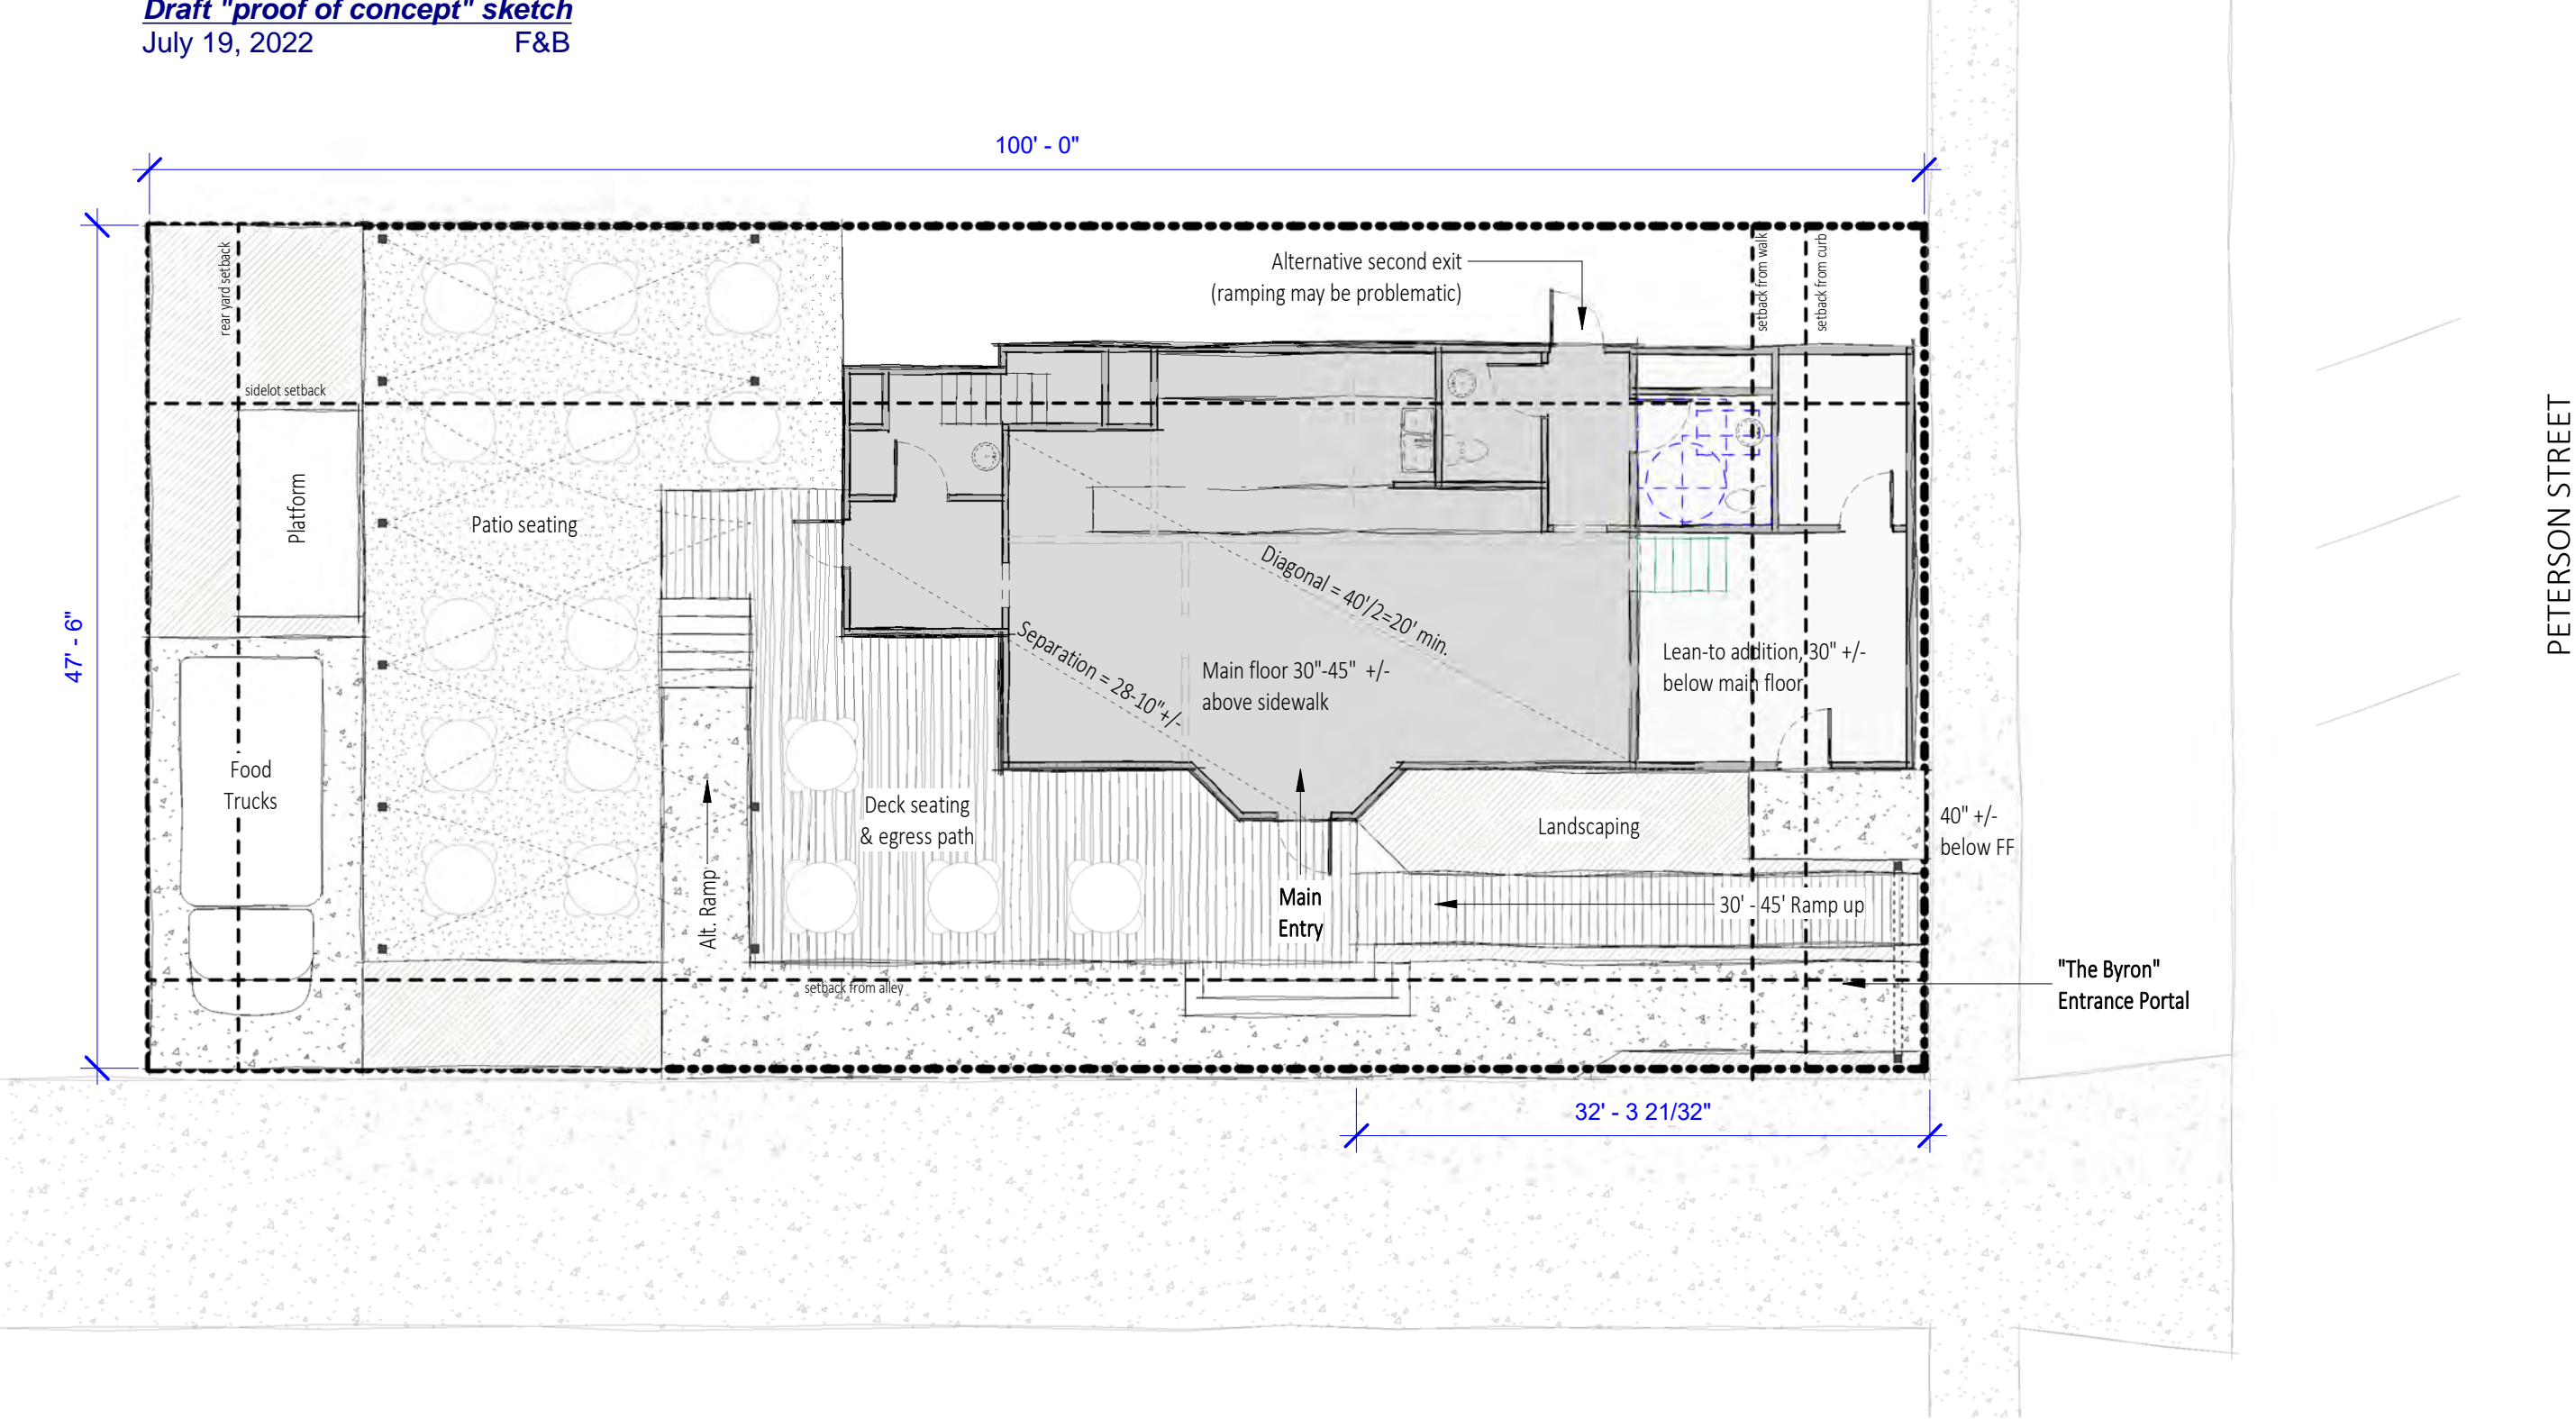 Draft "proof of concept" sketch
July 19, 2022 F&B
100' - 0"
47' - 6"
rear yard setback
sidelot setback
Platform
Patio seating
Food
Trucks
Alt. Ramp
Deck seating
& egress path
setback from alley
Alternative second exit
(ramping may be problematic)
setback from walk
setback from curb
Diagonal = 40'/2=20' min.
Separation = 28-10"+/-
Main floor 30"-45" +/-
above sidewalk
Lean-to addition, 30" +/-
below main floor
Landscaping
Main
Entry
30' - 45' Ramp up
40" +/-
below FF
"The Byron"
Entrance Portal
32' - 3 21/32"
PETERSON STREET